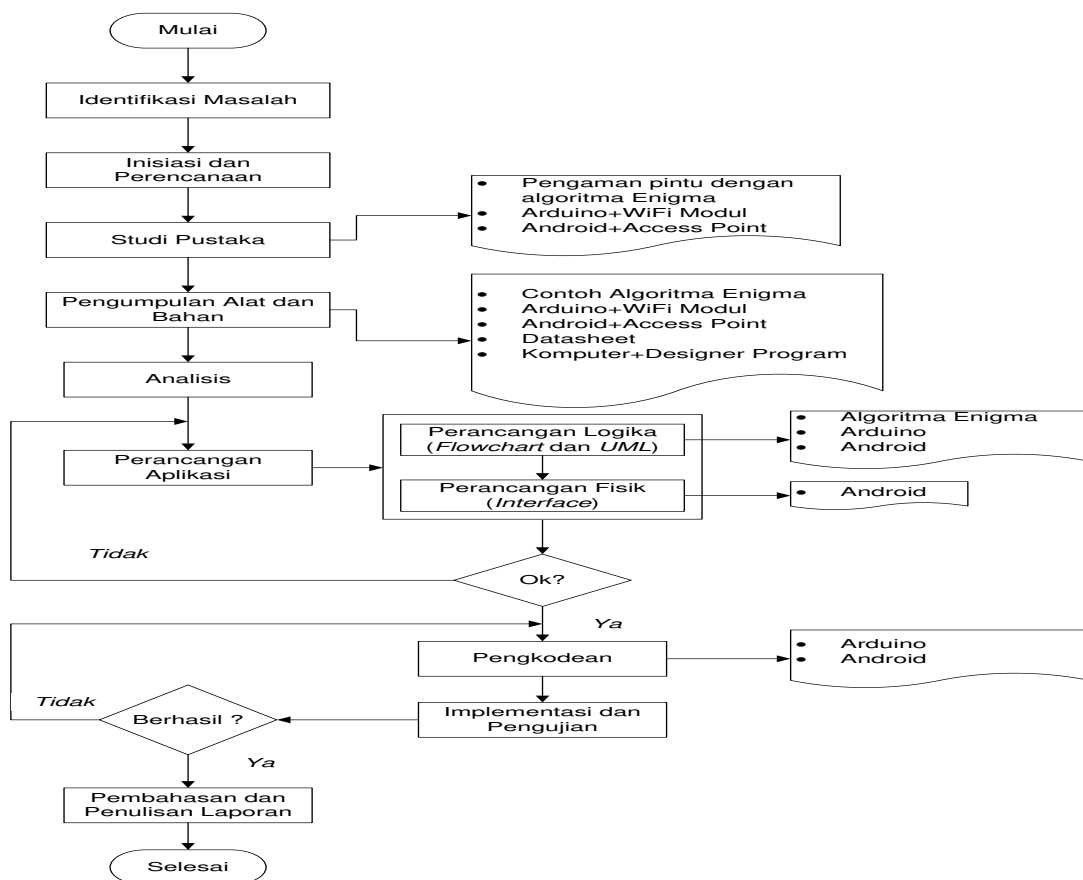 Mulai
Identifikasi Masalah
Inisiasi dan
Perencanaan
Studi Pustaka
• Pengaman pintu dengan
algoritma Enigma
• Arduino+WiFi Modul
• Android+Access Point
Pengumpulan Alat dan
Bahan
• Contoh Algoritma Enigma
• Arduino+WiFi Modul
• Android+Access Point
• Datasheet
• Komputer+Designer Program
Analisis
Perancangan
Aplikasi
Perancangan Logika
(Flowchart dan UML)
• Algoritma Enigma
• Arduino
• Android
Perancangan Fisik
(Interface)
• Android
Tidak
Ok?
Ya
Pengkodean
• Arduino
• Android
Implementasi dan
Pengujian
Tidak
Berhasil ?
Ya
Pembahasan dan
Penulisan Laporan
Selesai